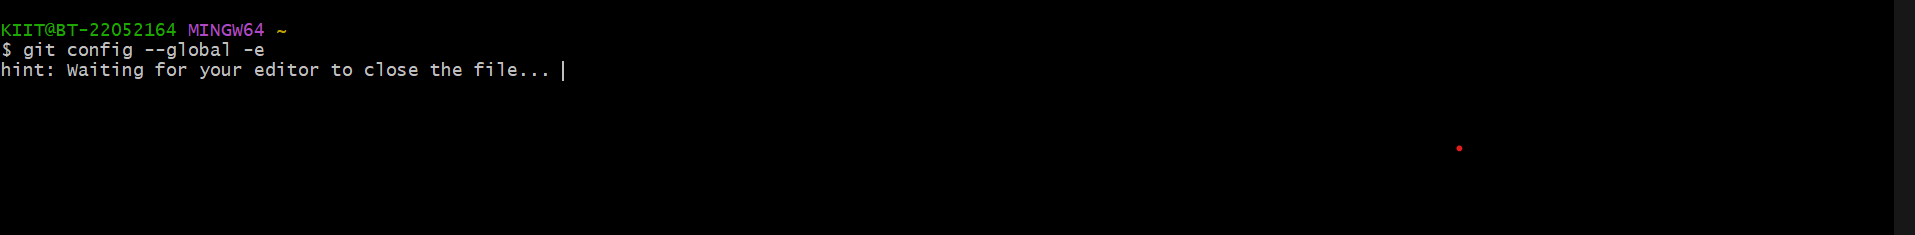 KIIT@BT-22052164 MINGW64 ~
$ git config --global -e
hint: Waiting for your editor to close the file...